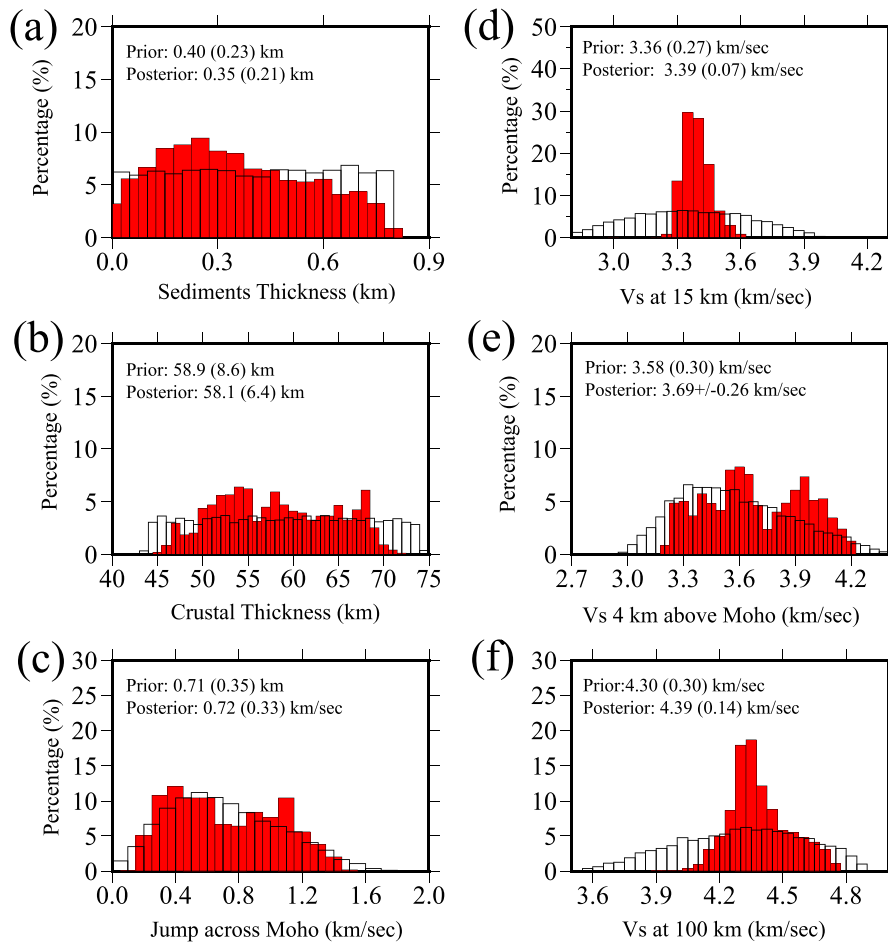 (a)
Prior: 0.40 (0.23) km
Posterior: 0.35 (0.21) km
Percentage (%)
20
15
10
5
0
0.0 0.3 0.6 0.9
Sediments Thickness (km)
(d)
Prior: 3.36 (0.27) km/sec
Posterior: 3.39 (0.07) km/sec
Percentage (%)
50
40
30
20
10
0
3.0 3.3 3.6 3.9 4.2
Vs at 15 km (km/sec)
(b)
Prior: 58.9 (8.6) km
Posterior: 58.1 (6.4) km
Percentage (%)
20
15
10
5
0
40 45 50 55 60 65 70 75
Crustal Thickness (km)
(e)
Prior: 3.58 (0.30) km/sec
Posterior: 3.69+/-0.26 km/sec
Percentage (%)
20
15
10
5
0
2.7 3.0 3.3 3.6 3.9 4.2
Vs 4 km above Moho (km/sec)
(c)
Prior: 0.71 (0.35) km
Posterior: 0.72 (0.33) km/sec
Percentage (%)
30
25
20
15
10
5
0
0.0 0.4 0.8 1.2 1.6 2.0
Jump across Moho (km/sec)
(f)
Prior:4.30 (0.30) km/sec
Posterior: 4.39 (0.14) km/sec
Percentage (%)
30
25
20
15
10
5
0
3.6 3.9 4.2 4.5 4.8
Vs at 100 km (km/sec)